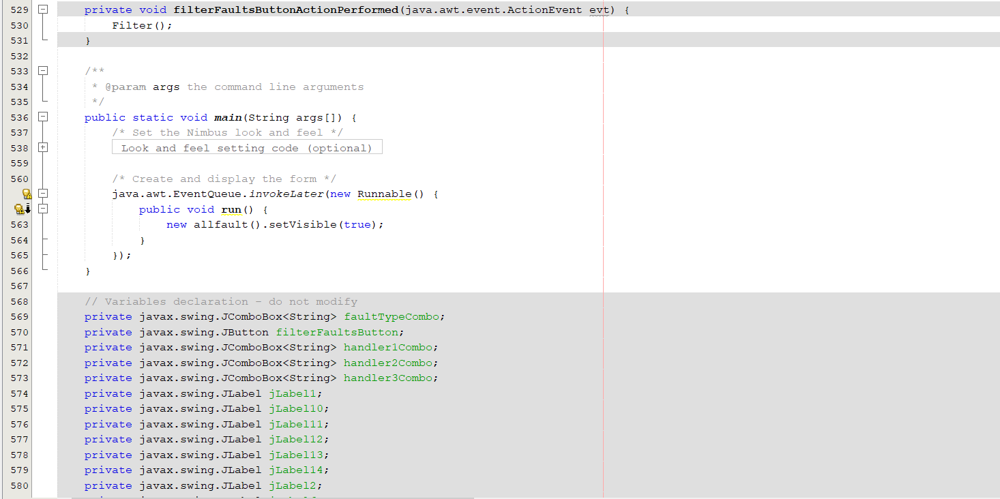 529 private void filterFaultsButtonActionPerformed(java.awt.event.ActionEvent evt) {
530 Filter();
531 }
532
533 /**
534 * @param args the command line arguments
535 */
536 public static void main(String args[]) {
537 /* Set the Nimbus look and feel */
538 Look and feel setting code (optional)
559
560 /* Create and display the form */
java.awt.EventQueue.invokeLater(new Runnable() {
public void run() {
563 new allfault().setVisible(true);
564 }
565 });
566 }
567
568 // Variables declaration - do not modify
569 private javax.swing.JComboBox<String> faultTypeCombo;
570 private javax.swing.JButton filterFaultsButton;
571 private javax.swing.JComboBox<String> handler1Combo;
572 private javax.swing.JComboBox<String> handler2Combo;
573 private javax.swing.JComboBox<String> handler3Combo;
574 private javax.swing.JLabel jLabel1;
575 private javax.swing.JLabel jLabel10;
576 private javax.swing.JLabel jLabel11;
577 private javax.swing.JLabel jLabel12;
578 private javax.swing.JLabel jLabel13;
579 private javax.swing.JLabel jLabel14;
580 private javax.swing.JLabel jLabel2;